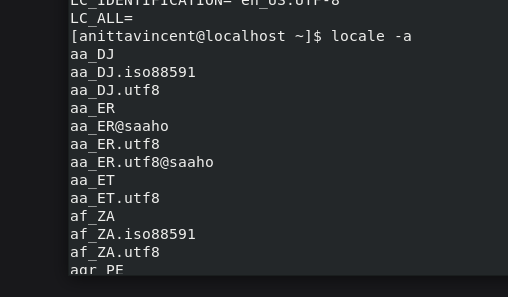 LC_IDENTIFICATION="en_US.UTF-8"
LC_ALL=
[anittavincent@localhost ~]$ locale -a
aa_DJ
aa_DJ.iso88591
aa_DJ.utf8
aa_ER
aa_ER@saaho
aa_ER.utf8
aa_ER.utf8@saaho
aa_ET
aa_ET.utf8
af_ZA
af_ZA.iso88591
af_ZA.utf8
agr_PE